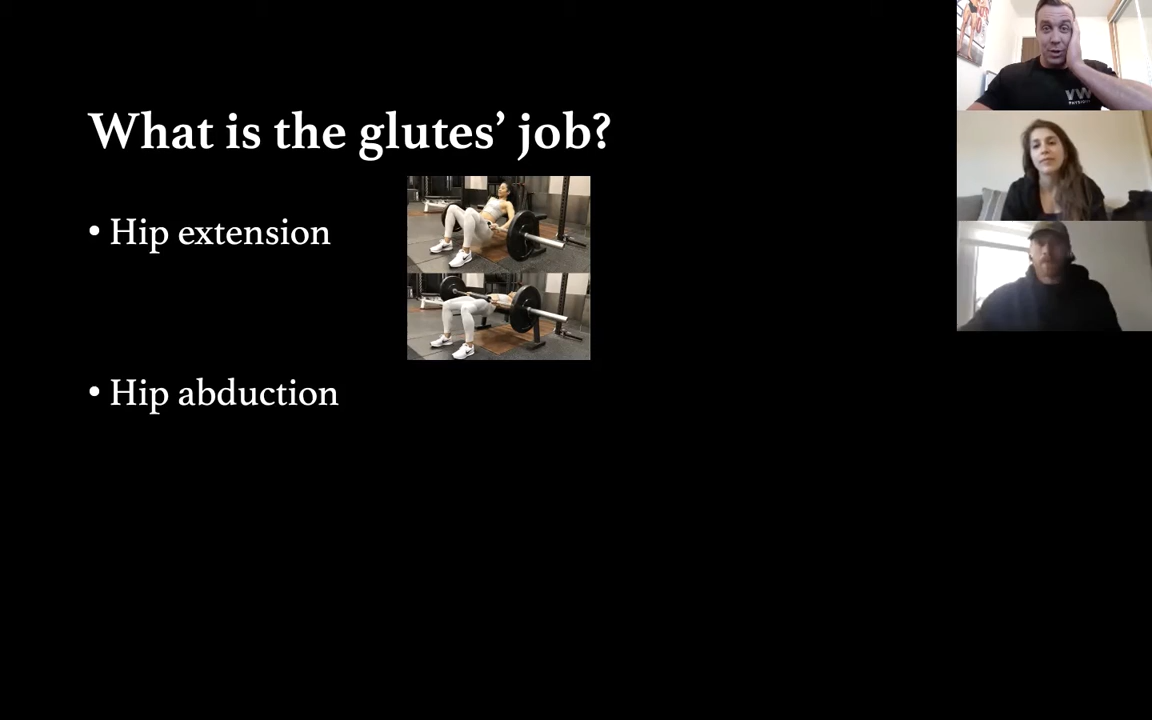 What is the glutes’ job?
• Hip extension
• Hip abduction